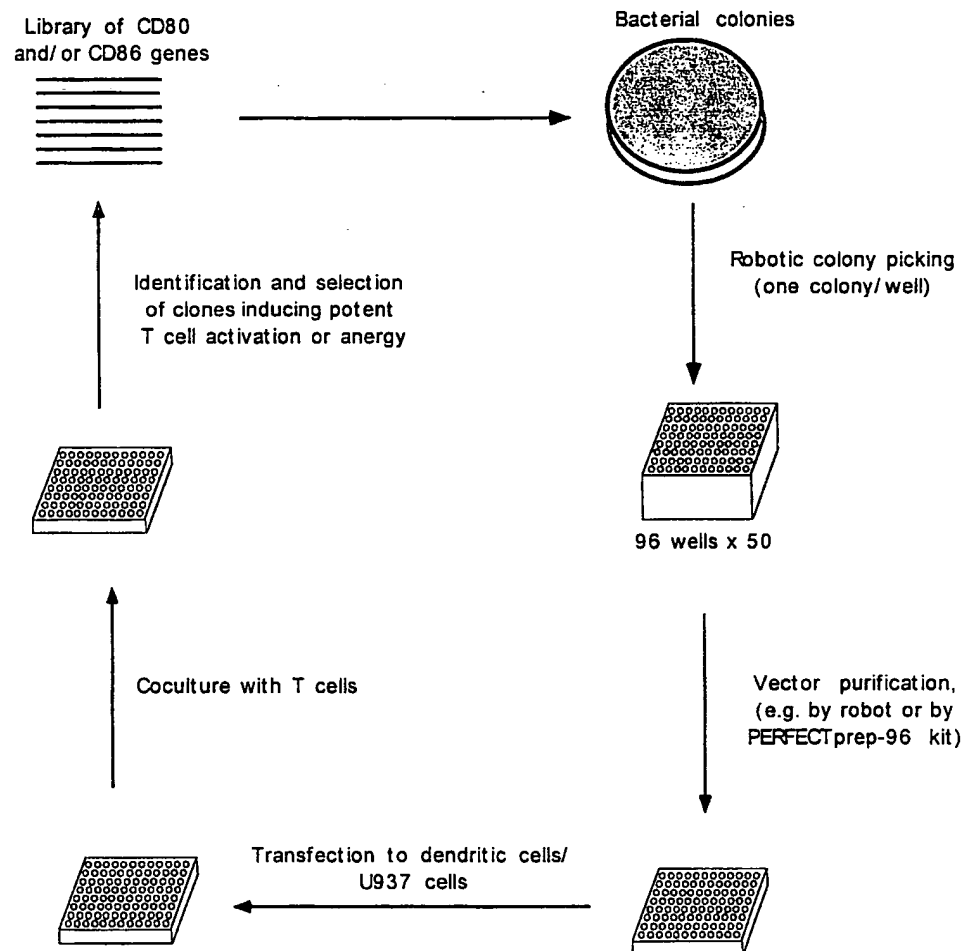 Library of CD80
and/or CD86 genes
Bacterial colonies
Robotic colony picking
(one colony/well)
Identification and selection
of clones inducing potent
T cell activation or anergy
96 wells x 50
Coculture with T cells
Vector purification,
(e.g. by robot or by
PERFECTprep-96 kit)
Transfection to dendritic cells/
U937 cells